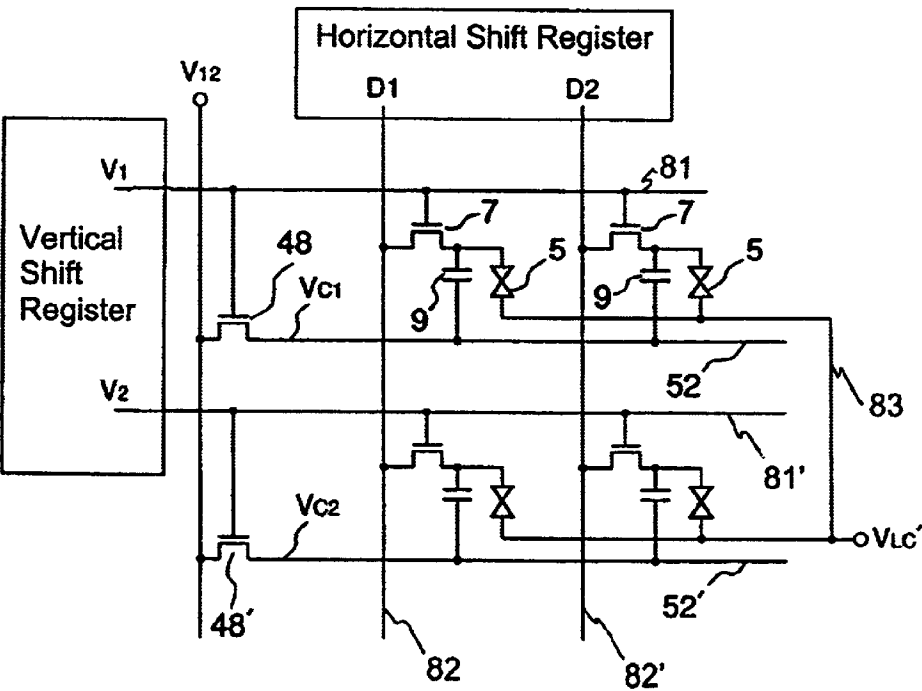 Horizontal Shift Register
D1 D2
V12
Vertical
Shift
Register
V1
81
7
7
48
5
5
VC1
9
9
52
83
V2
81'
VC2
VLC'
48'
52'
82
82'